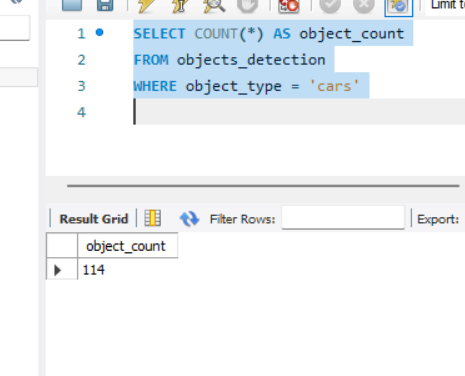 Limit to
1 SELECT COUNT(*) AS object_count
2 FROM objects_detection
3 WHERE object_type = 'cars'
4
Result Grid Filter Rows: Export:
object_count
114